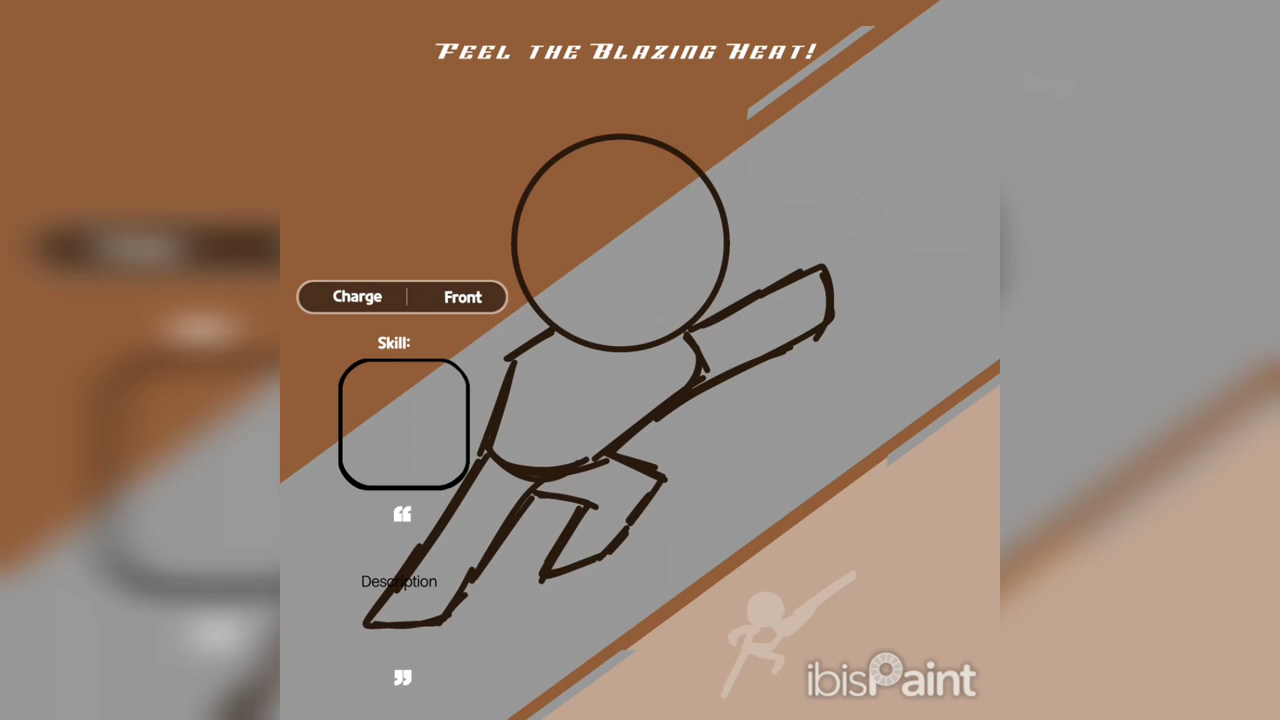 Feel the Blazing Heat!
Charge | Front
Skill:
❝
Description
❞
ibisPaint